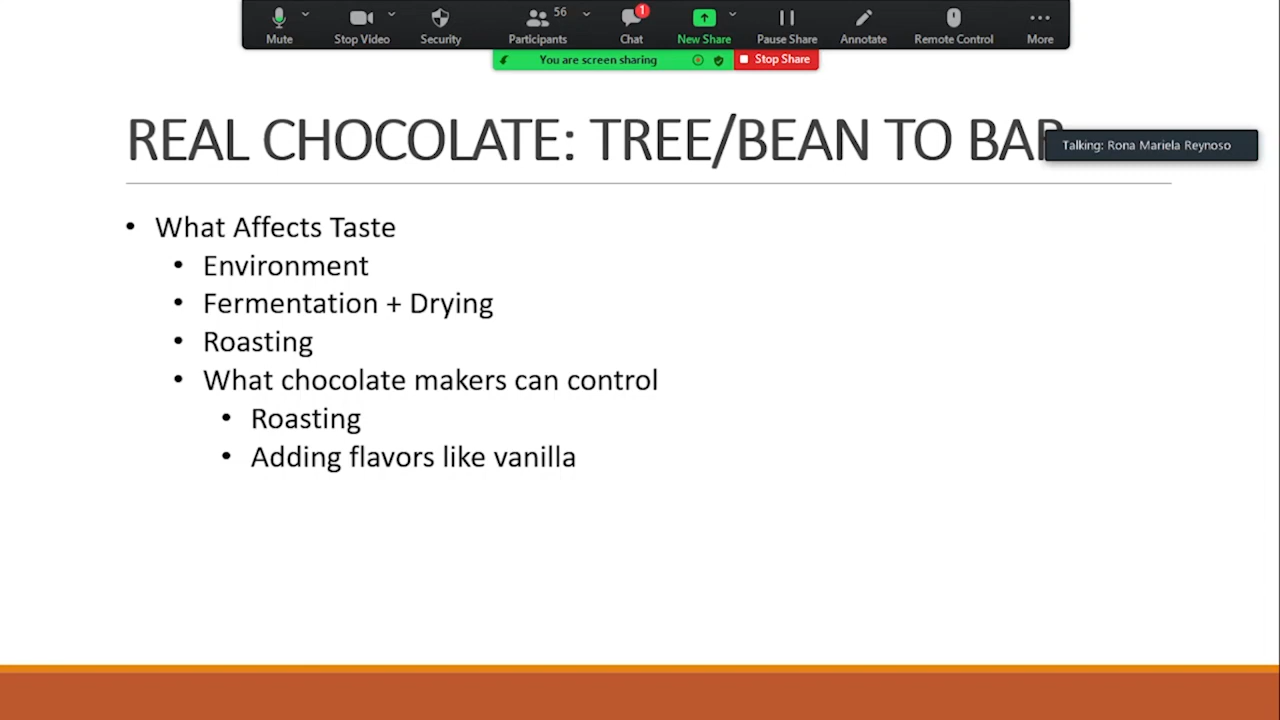 56
1
Mute
Stop Video
Security
Participants
Chat
New Share
Pause Share
Annotate
Remote Control
More
You are screen sharing
Stop Share
REAL CHOCOLATE: TREE/BEAN TO BAR
Talking: Rona Mariela Reynoso
• What Affects Taste
• Environment
• Fermentation + Drying
• Roasting
• What chocolate makers can control
• Roasting
• Adding flavors like vanilla